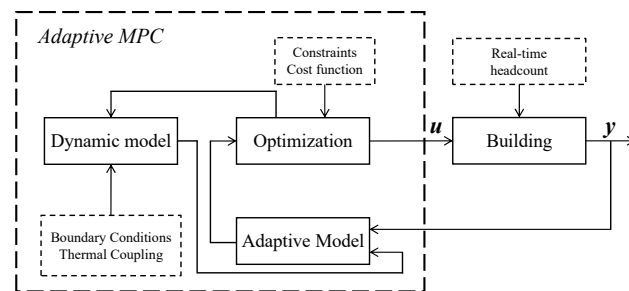 Adaptive MPC
Constraints
Cost function
Real-time
headcount
Dynamic model
Optimization
u
Building
y
Boundary Conditions
Thermal Coupling
Adaptive Model